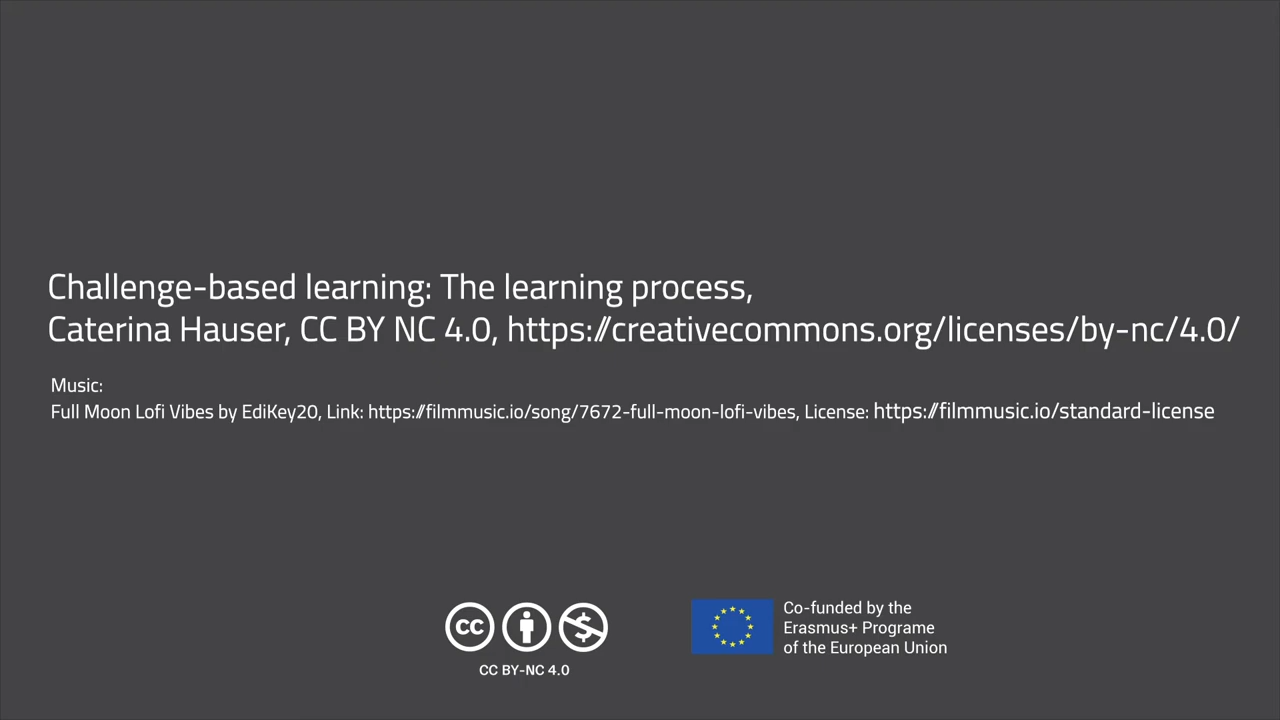 Challenge-based learning: The learning process,
Caterina Hauser, CC BY NC 4.0, https://creativecommons.org/licenses/by-nc/4.0/
Music:
Full Moon Lofi Vibes by EdiKey20, Link: https://filmmusic.io/song/7672-full-moon-lofi-vibes, License: https://filmmusic.io/standard-license
CC
CC BY-NC 4.0
Co-funded by the
Erasmus+ Programe
of the European Union